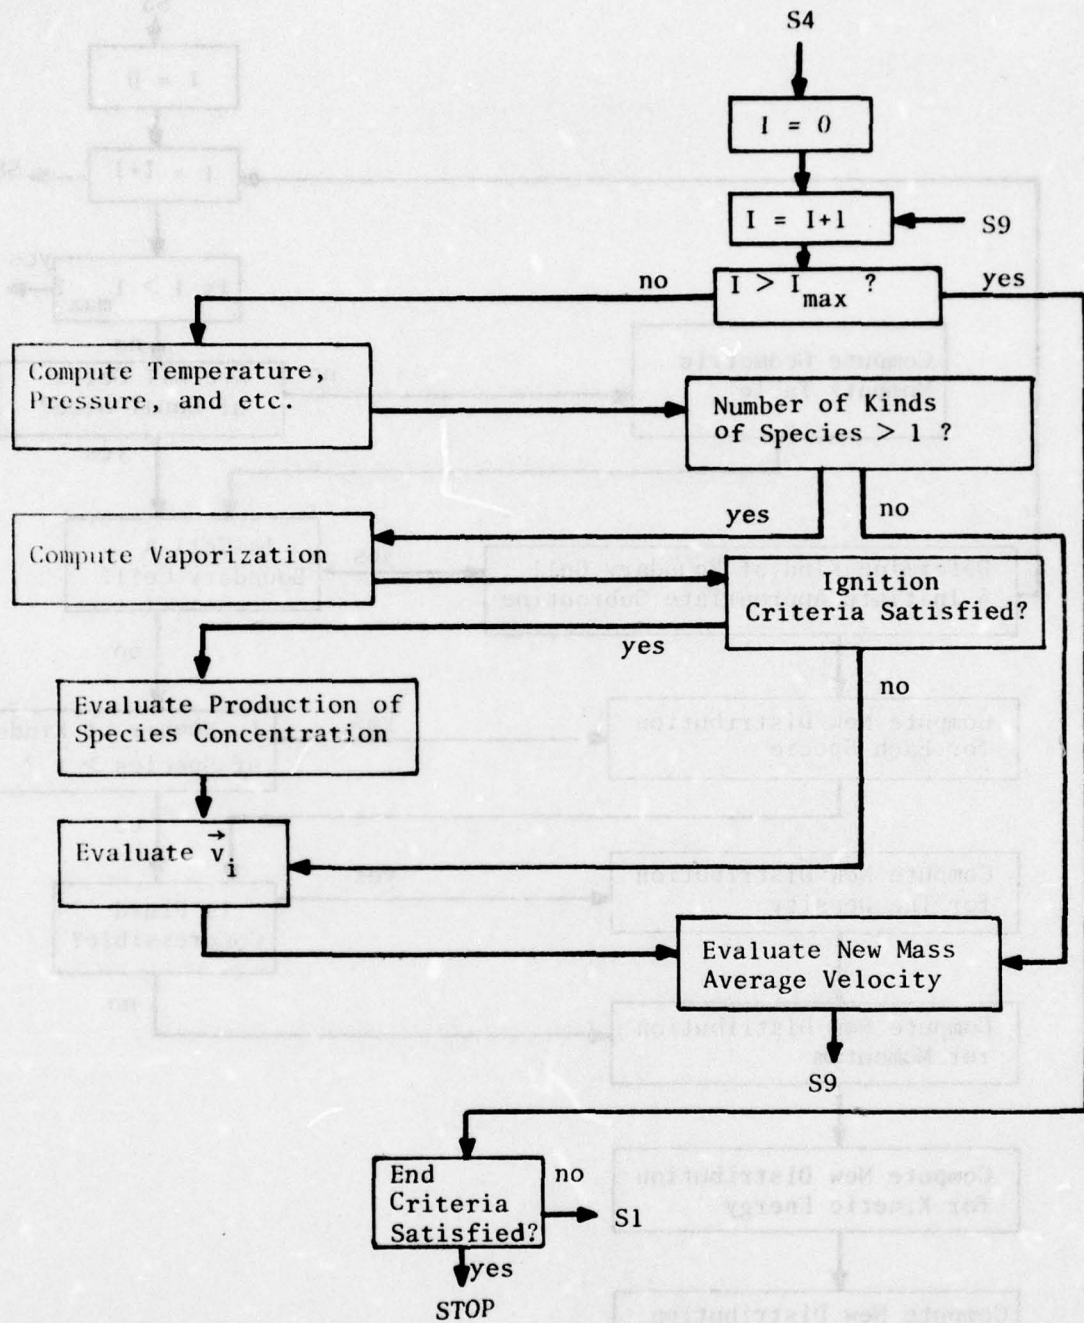 S4
I = 0
I = I+1
S9
no
I > I max ?
yes
Compute Temperature,
Pressure, and etc.
Number of Kinds
of Species > 1 ?
yes
no
Compute Vaporization
Ignition
Criteria Satisfied?
yes
no
Evaluate Production of
Species Concentration
Evaluate v⃗i
Evaluate New Mass
Average Velocity
S9
End
Criteria
Satisfied?
no
S1
yes
STOP